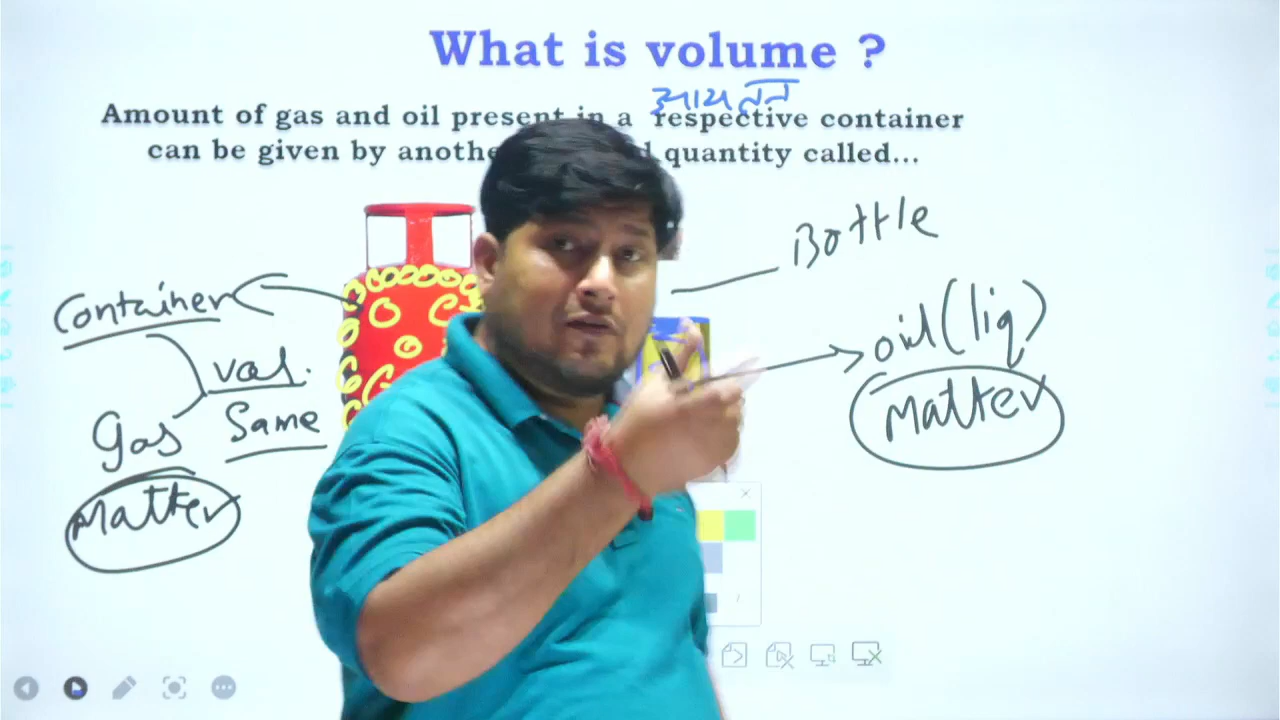 What is volume ?
आयतन
Amount of gas and oil present in a respective container
can be given by quantity called...
Bottle
Container
oil (liq)
Matter
vol.
Same
Gas
Matter